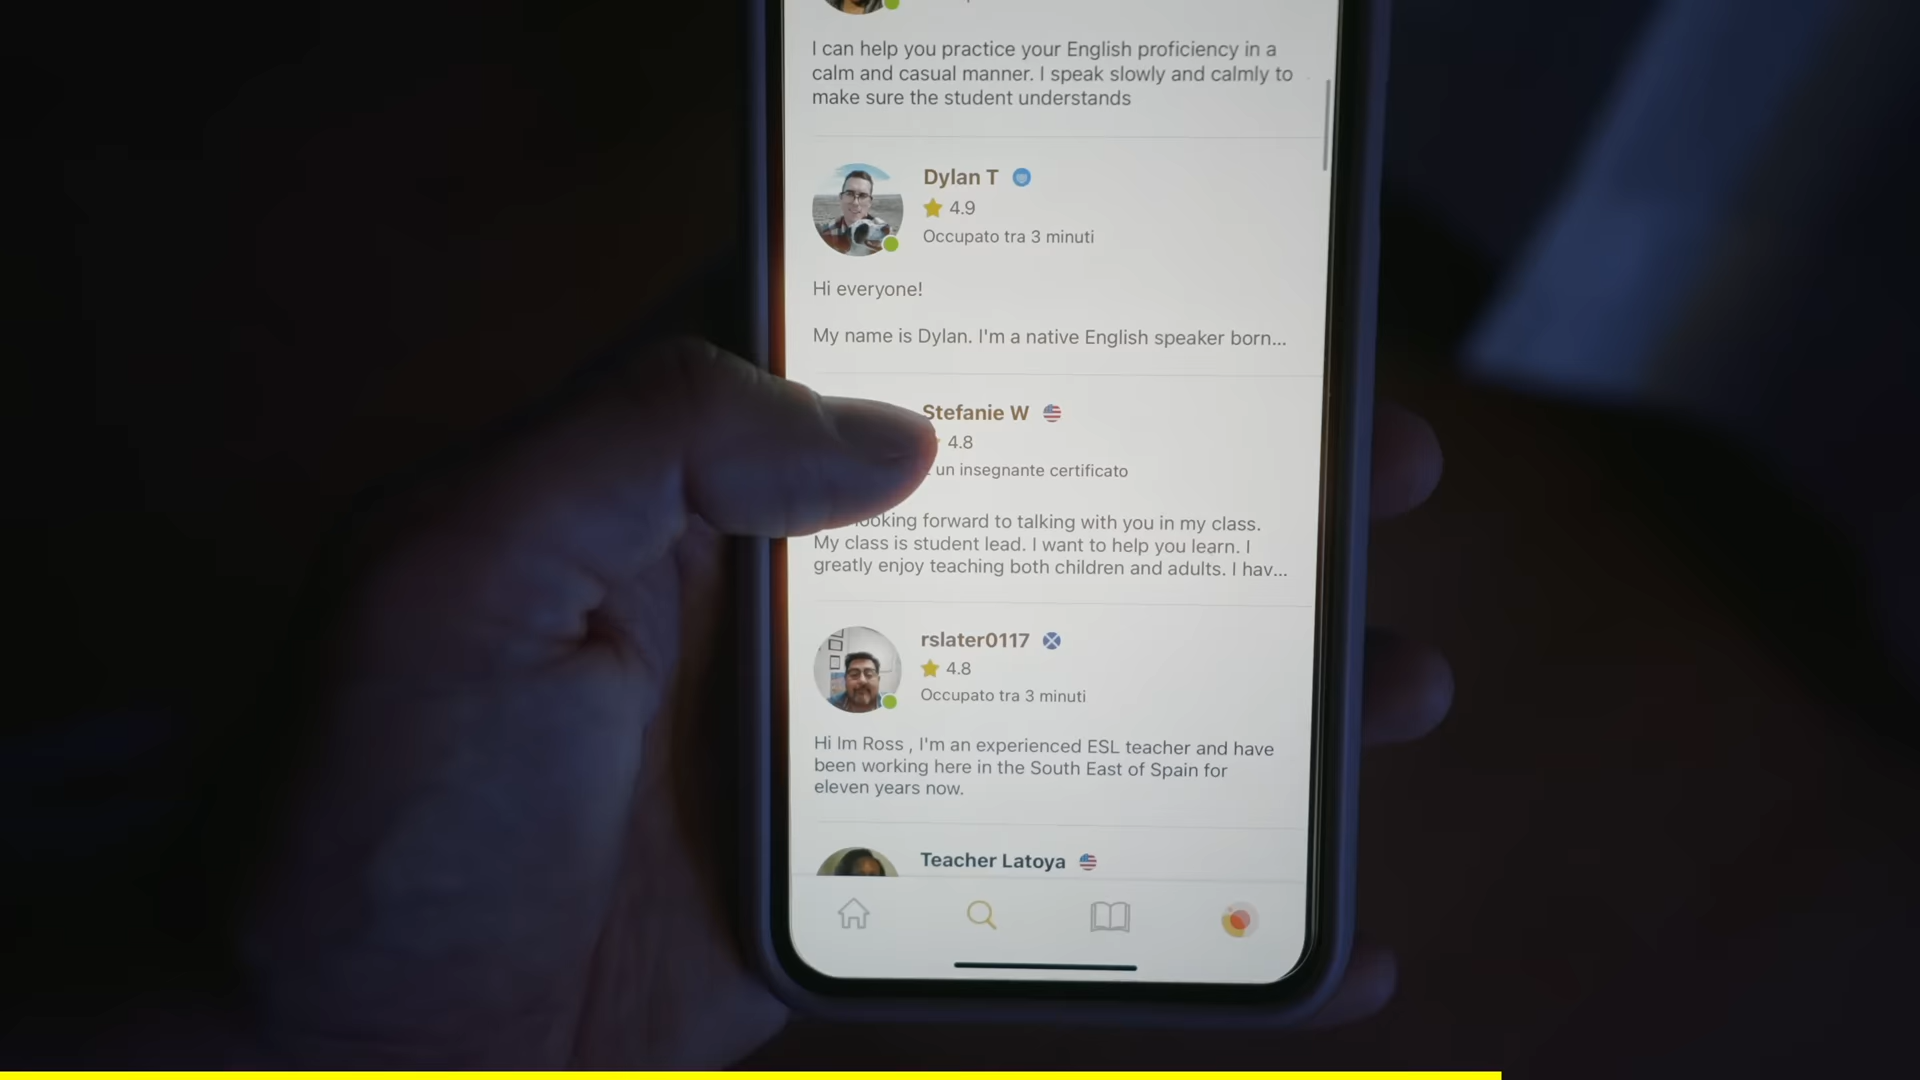 I can help you practice your English proficiency in a
calm and casual manner. I speak slowly and calmly to
make sure the student understands
Dylan T
4.9
Occupato tra 3 minuti
Hi everyone!
My name is Dylan. I'm a native English speaker born...
Stefanie W
4.8
un insegnante certificato
looking forward to talking with you in my class.
My class is student lead. I want to help you learn. I
greatly enjoy teaching both children and adults. I hav...
rslater0117
4.8
Occupato tra 3 minuti
Hi Im Ross , I'm an experienced ESL teacher and have
been working here in the South East of Spain for
eleven years now.
Teacher Latoya